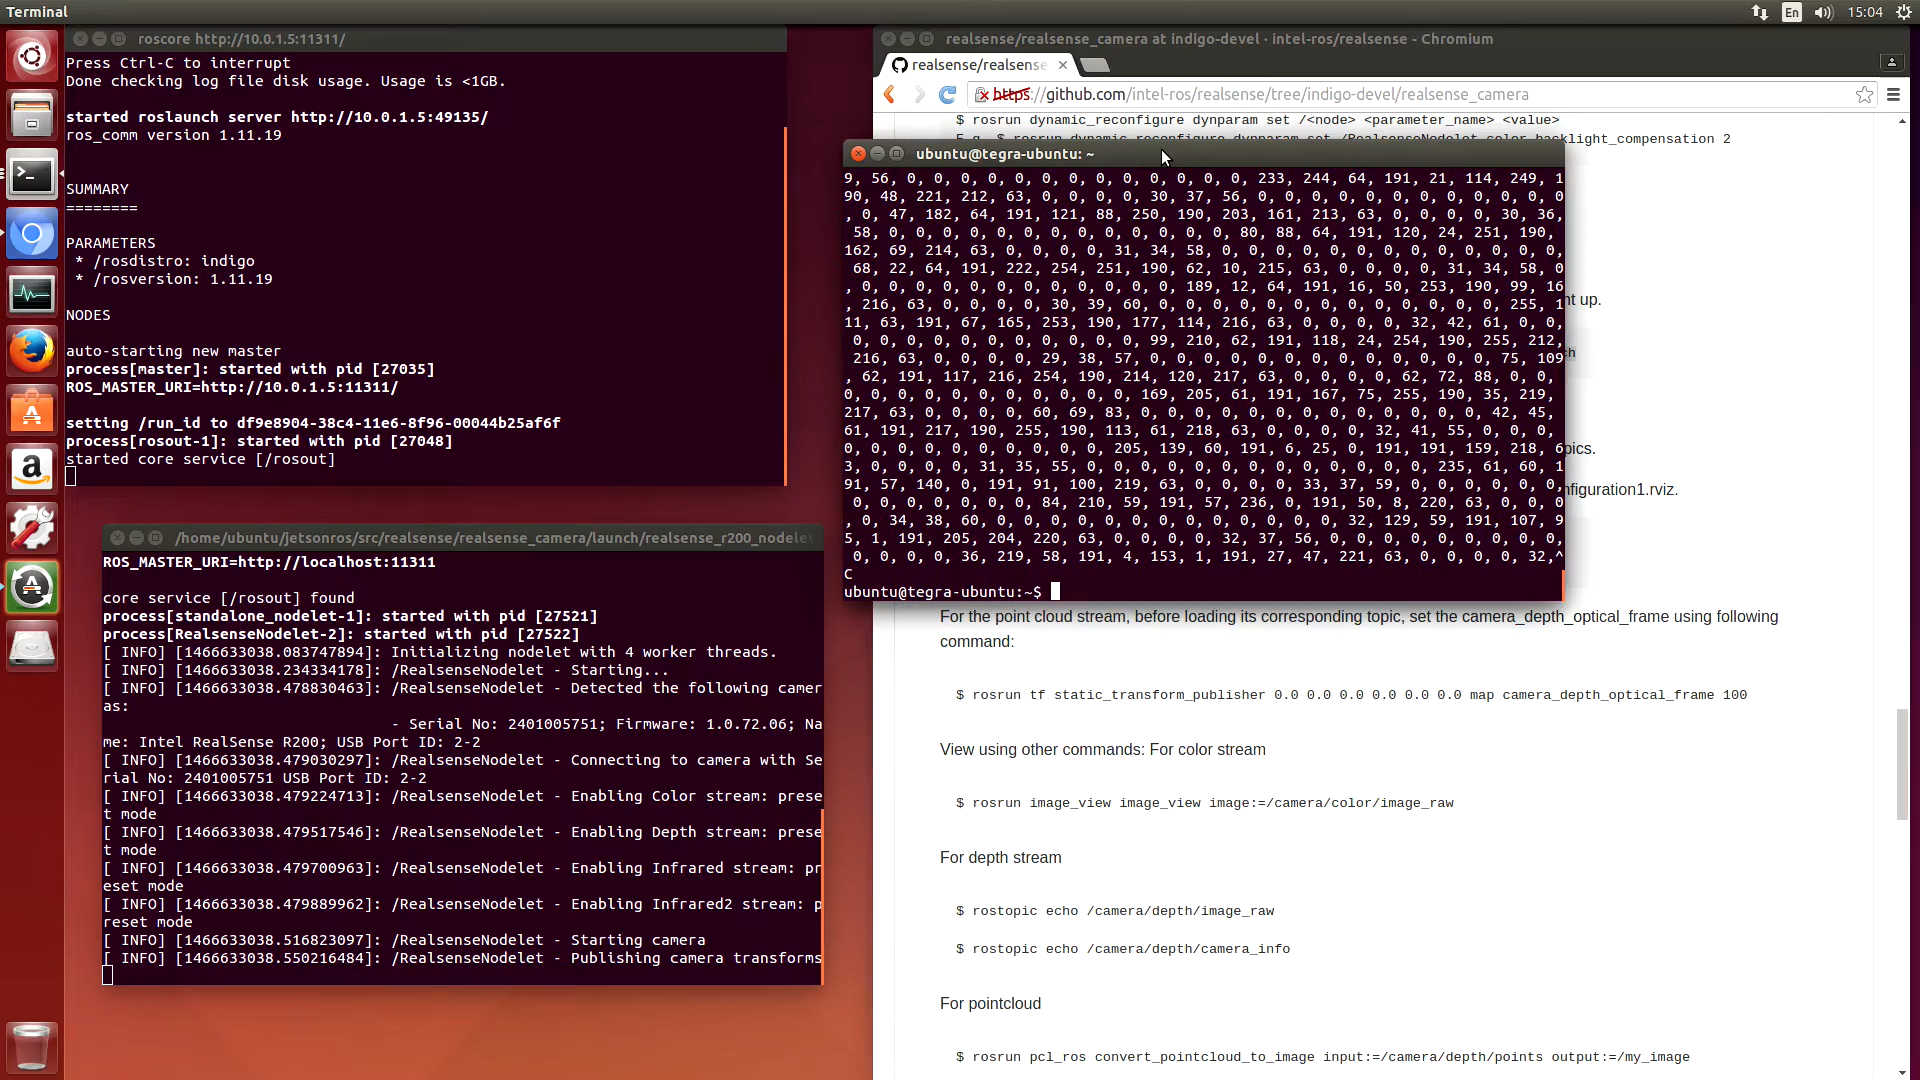 Terminal
En
15:04
roscore http://10.0.1.5:11311/
Press Ctrl-C to interrupt
Done checking log file disk usage. Usage is <1GB.
started roslaunch server http://10.0.1.5:49135/
ros_comm version 1.11.19
SUMMARY
========
PARAMETERS
* /rosdistro: indigo
* /rosversion: 1.11.19
NODES
auto-starting new master
process[master]: started with pid [27035]
ROS_MASTER_URI=http://10.0.1.5:11311/
setting /run_id to df9e8904-38c4-11e6-8f96-00044b25af6f
process[rosout-1]: started with pid [27048]
started core service [/rosout]
/home/ubuntu/jetsonros/src/realsense/realsense_camera/launch/realsense_r200_nodelet
ROS_MASTER_URI=http://localhost:11311
core service [/rosout] found
process[standalone_nodelet-1]: started with pid [27521]
process[RealsenseNodelet-2]: started with pid [27522]
[ INFO] [1466633038.083747894]: Initializing nodelet with 4 worker threads.
[ INFO] [1466633038.234334178]: /RealsenseNodelet - Starting...
[ INFO] [1466633038.478830463]: /RealsenseNodelet - Detected the following camer
as:
- Serial No: 2401005751; Firmware: 1.0.72.06; Na
me: Intel RealSense R200; USB Port ID: 2-2
[ INFO] [1466633038.479030297]: /RealsenseNodelet - Connecting to camera with Se
rial No: 2401005751 USB Port ID: 2-2
[ INFO] [1466633038.479224713]: /RealsenseNodelet - Enabling Color stream: prese
t mode
[ INFO] [1466633038.479517546]: /RealsenseNodelet - Enabling Depth stream: prese
t mode
[ INFO] [1466633038.479700963]: /RealsenseNodelet - Enabling Infrared stream: pr
eset mode
[ INFO] [1466633038.479889962]: /RealsenseNodelet - Enabling Infrared2 stream: p
reset mode
[ INFO] [1466633038.516823097]: /RealsenseNodelet - Starting camera
[ INFO] [1466633038.550216484]: /RealsenseNodelet - Publishing camera transforms
realsense/realsense_camera at indigo-devel · intel-ros/realsense - Chromium
realsense/realsense
https://github.com/intel-ros/realsense/tree/indigo-devel/realsense_camera
$ rosrun dynamic_reconfigure dynparam set /<node> <parameter_name> <value>
E.g. $ rosrun dynamic_reconfigure dynparam set /RealsenseNodelet color_backlight_compensation 2
ubuntu@tegra-ubuntu: ~
9, 56, 0, 0, 0, 0, 0, 0, 0, 0, 0, 0, 0, 0, 233, 244, 64, 191, 21, 114, 249, 1
90, 48, 221, 212, 63, 0, 0, 0, 0, 30, 37, 56, 0, 0, 0, 0, 0, 0, 0, 0, 0, 0, 0, 0
, 0, 47, 182, 64, 191, 121, 88, 250, 190, 203, 161, 213, 63, 0, 0, 0, 0, 30, 36,
58, 0, 0, 0, 0, 0, 0, 0, 0, 0, 0, 0, 0, 0, 80, 88, 64, 191, 120, 24, 251, 190,
162, 69, 214, 63, 0, 0, 0, 0, 31, 34, 58, 0, 0, 0, 0, 0, 0, 0, 0, 0, 0, 0, 0, 0,
68, 22, 64, 191, 222, 254, 251, 190, 62, 10, 215, 63, 0, 0, 0, 0, 31, 34, 58, 0
, 0, 0, 0, 0, 0, 0, 0, 0, 0, 0, 0, 0, 189, 12, 64, 191, 16, 50, 253, 190, 99, 16
, 216, 63, 0, 0, 0, 0, 30, 39, 60, 0, 0, 0, 0, 0, 0, 0, 0, 0, 0, 0, 0, 0, 255, 1
11, 63, 191, 67, 165, 253, 190, 177, 114, 216, 63, 0, 0, 0, 0, 32, 42, 61, 0, 0,
0, 0, 0, 0, 0, 0, 0, 0, 0, 0, 0, 99, 210, 62, 191, 118, 24, 254, 190, 255, 212,
216, 63, 0, 0, 0, 0, 29, 38, 57, 0, 0, 0, 0, 0, 0, 0, 0, 0, 0, 0, 0, 0, 75, 109
, 62, 191, 117, 216, 254, 190, 214, 120, 217, 63, 0, 0, 0, 0, 62, 72, 88, 0, 0,
0, 0, 0, 0, 0, 0, 0, 0, 0, 0, 0, 169, 205, 61, 191, 167, 75, 255, 190, 35, 219,
217, 63, 0, 0, 0, 0, 60, 69, 83, 0, 0, 0, 0, 0, 0, 0, 0, 0, 0, 0, 0, 0, 42, 45,
61, 191, 217, 190, 255, 190, 113, 61, 218, 63, 0, 0, 0, 0, 32, 41, 55, 0, 0, 0,
0, 0, 0, 0, 0, 0, 0, 0, 0, 0, 0, 205, 139, 60, 191, 6, 25, 0, 191, 191, 159, 218, 6
3, 0, 0, 0, 0, 31, 35, 55, 0, 0, 0, 0, 0, 0, 0, 0, 0, 0, 0, 0, 0, 235, 61, 60, 1
91, 57, 140, 0, 191, 91, 100, 219, 63, 0, 0, 0, 0, 33, 37, 59, 0, 0, 0, 0, 0, 0,
0, 0, 0, 0, 0, 0, 0, 84, 210, 59, 191, 57, 236, 0, 191, 50, 8, 220, 63, 0, 0, 0
, 0, 34, 38, 60, 0, 0, 0, 0, 0, 0, 0, 0, 0, 0, 0, 0, 0, 32, 129, 59, 191, 107, 9
5, 1, 191, 205, 204, 220, 63, 0, 0, 0, 0, 32, 37, 56, 0, 0, 0, 0, 0, 0, 0, 0, 0,
0, 0, 0, 0, 36, 219, 58, 191, 4, 153, 1, 191, 27, 47, 221, 63, 0, 0, 0, 0, 32,^
C
ubuntu@tegra-ubuntu:~$
nt up.
pics.
nfiguration1.rviz.
For the point cloud stream, before loading its corresponding topic, set the camera_depth_optical_frame using following
command:
$ rosrun tf static_transform_publisher 0.0 0.0 0.0 0.0 0.0 0.0 map camera_depth_optical_frame 100
View using other commands: For color stream
$ rosrun image_view image_view image:=/camera/color/image_raw
For depth stream
$ rostopic echo /camera/depth/image_raw
$ rostopic echo /camera/depth/camera_info
For pointcloud
$ rosrun pcl_ros convert_pointcloud_to_image input:=/camera/depth/points output:=/my_image